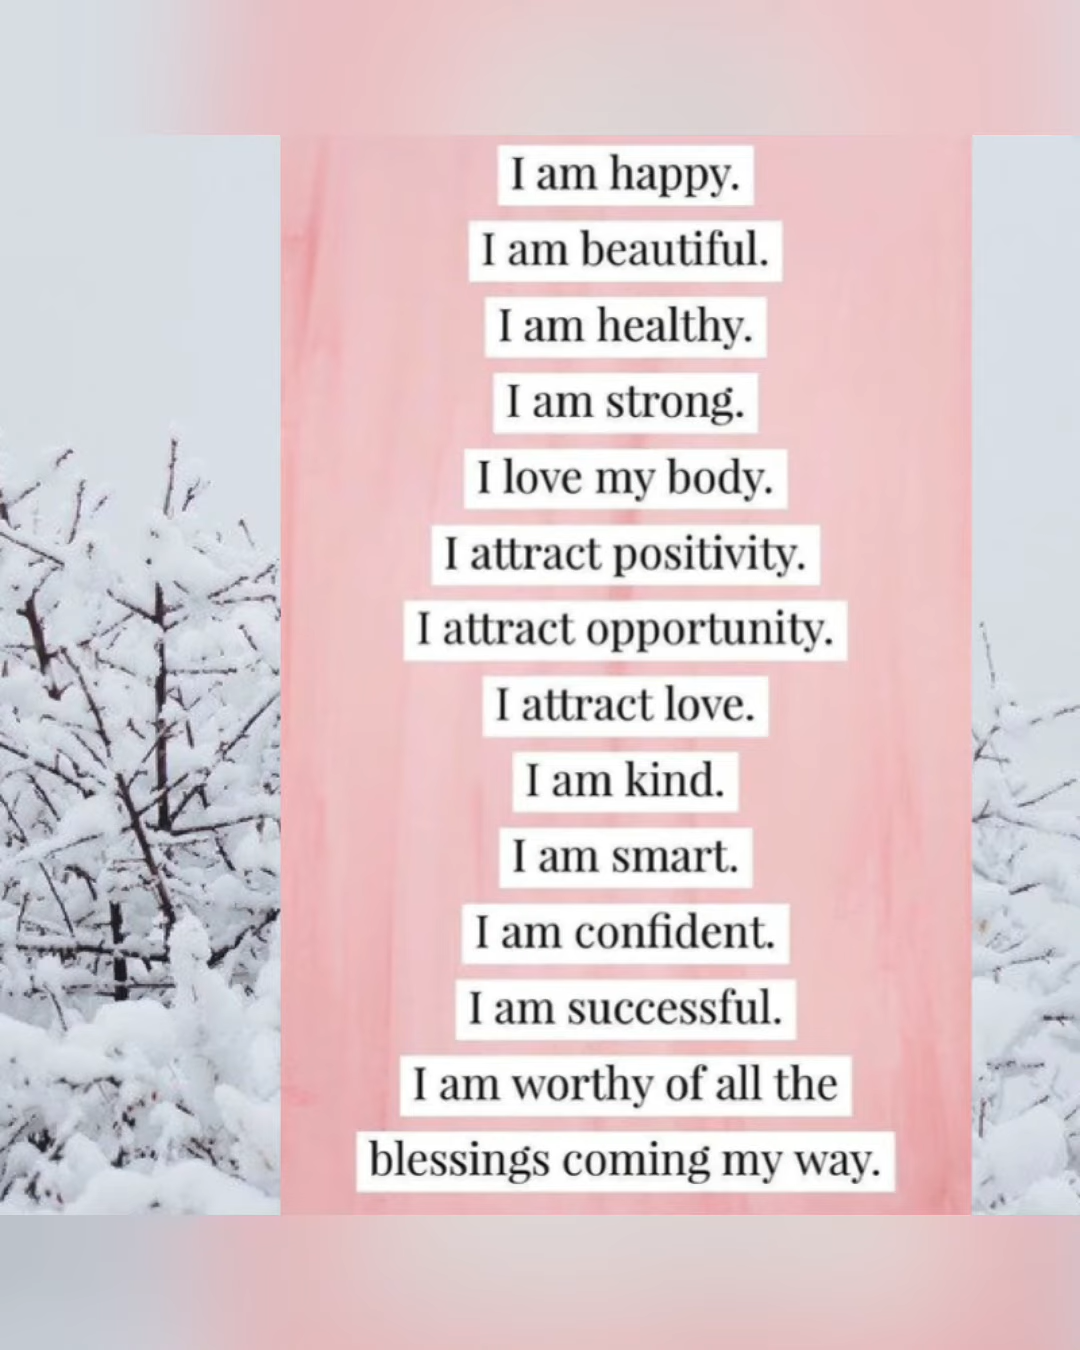 I am happy.
I am beautiful.
I am healthy.
I am strong.
I love my body.
I attract positivity.
I attract opportunity.
I attract love.
I am kind.
I am smart.
I am confident.
I am successful.
I am worthy of all the
blessings coming my way.